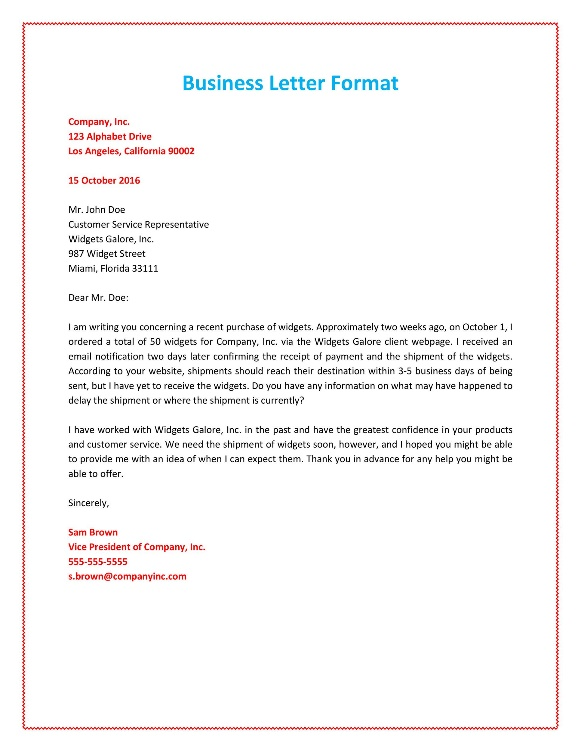 Business Letter Format
Company, Inc.
123 Alphabet Drive
Los Angeles, California 90002
15 October 2016
Mr. John Doe
Customer Service Representative
Widgets Galore, Inc.
987 Widget Street
Miami, Florida 33111
Dear Mr. Doe:
I am writing you concerning a recent purchase of widgets. Approximately two weeks ago, on October 1, I
ordered a total of 50 widgets for Company, Inc. via the Widgets Galore client webpage. I received an
email notification two days later confirming the receipt of payment and the shipment of the widgets.
According to your website, shipments should reach their destination within 3-5 business days of being
sent, but I have yet to receive the widgets. Do you have any information on what may have happened to
delay the shipment or where the shipment is currently?
I have worked with Widgets Galore, Inc. in the past and have the greatest confidence in your products
and customer service. We need the shipment of widgets soon, however, and I hoped you might be able
to provide me with an idea of when I can expect them. Thank you in advance for any help you might be
able to offer.
Sincerely,
Sam Brown
Vice President of Company, Inc.
555-555-5555
s.brown@companyinc.com